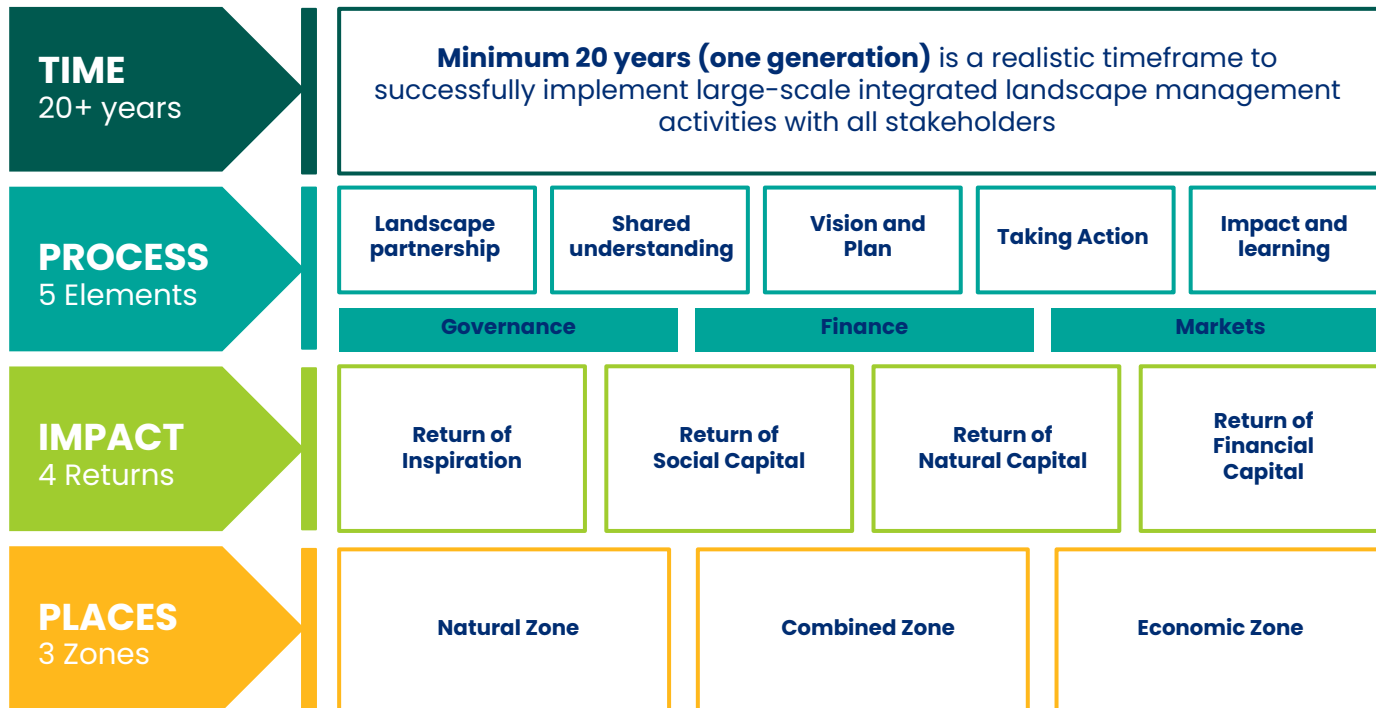 TIME
20+ years
Minimum 20 years (one generation) is a realistic timeframe to
successfully implement large-scale integrated landscape management
activities with all stakeholders
PROCESS
5 Elements
Landscape
partnership
Shared
understanding
Vision and
Plan
Taking Action
Impact and
learning
Governance
Finance
Markets
IMPACT
4 Returns
Return of
Inspiration
Return of
Social Capital
Return of
Natural Capital
Return of
Financial
Capital
PLACES
3 Zones
Natural Zone
Combined Zone
Economic Zone